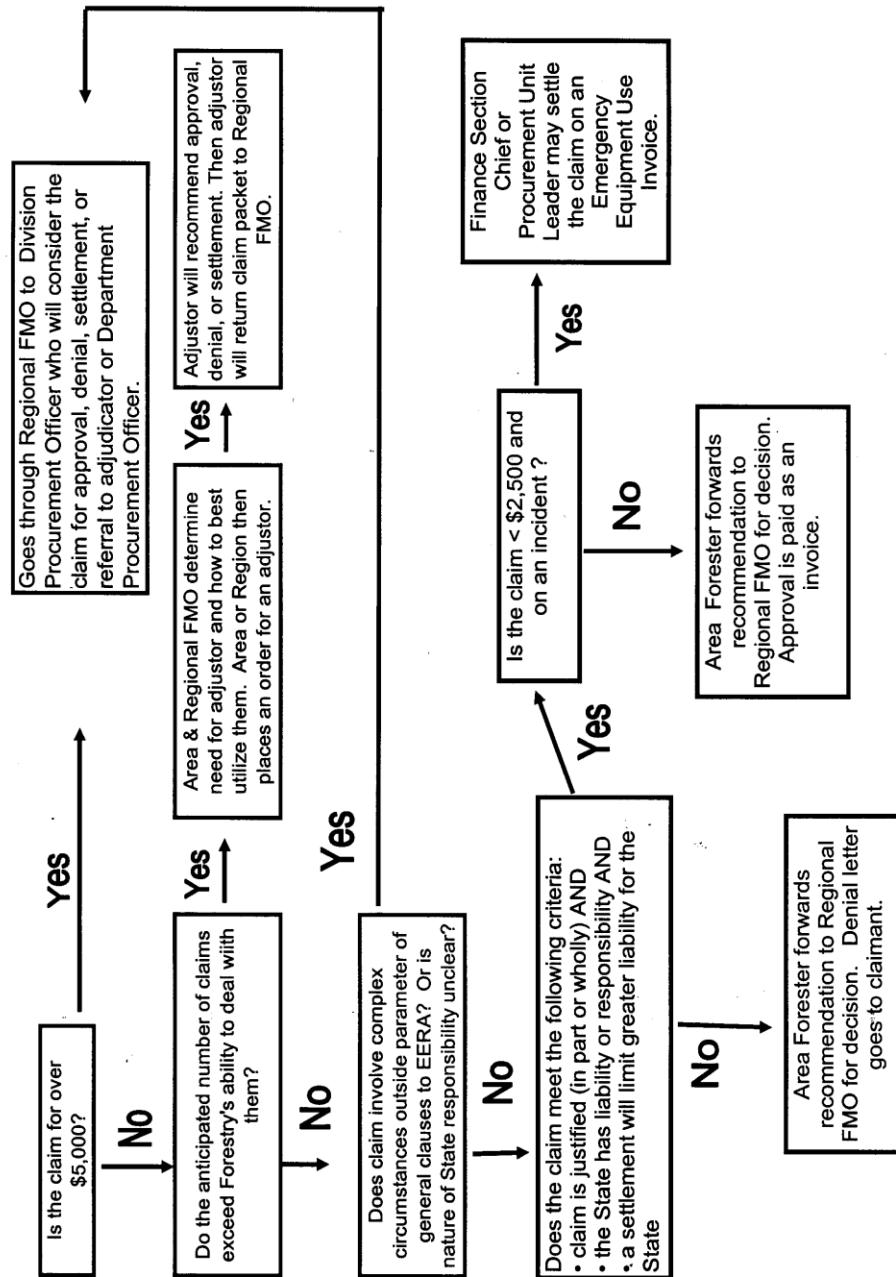 Is the claim for over
$5,000?
Yes
Goes through Regional FMO to Division
Procurement Officer who will consider the
claim for approval, denial, settlement, or
referral to adjudicator or Department
Procurement Officer.
No
Do the anticipated number of claims
exceed Forestry's ability to deal wiith
them?
Yes
Area & Regional FMO determine
need for adjustor and how to best
utilize them. Area or Region then
places an order for an adjustor.
Yes
Adjustor will recommend approval,
denial, or settlement. Then adjustor
will return claim packet to Regional
FMO.
No
Does claim involve complex
circumstances outside parameter of
general clauses to EERA? Or is
nature of State responsibility unclear?
Yes
No
Does the claim meet the following criteria:
• claim is justified (in part or wholly) AND
• the State has liability or responsibility AND
• a settlement will limit greater liability for the
State
Yes
Is the claim < $2,500 and
on an incident ?
Yes
Finance Section
Chief or
Procurement Unit
Leader may settle
the claim on an
Emergency
Equipment Use
Invoice.
No
Area Forester forwards
recommendation to
Regional FMO for decision.
Approval is paid as an
invoice.
No
Area Forester forwards
recommendation to Regional
FMO for decision. Denial letter
goes to claimant.